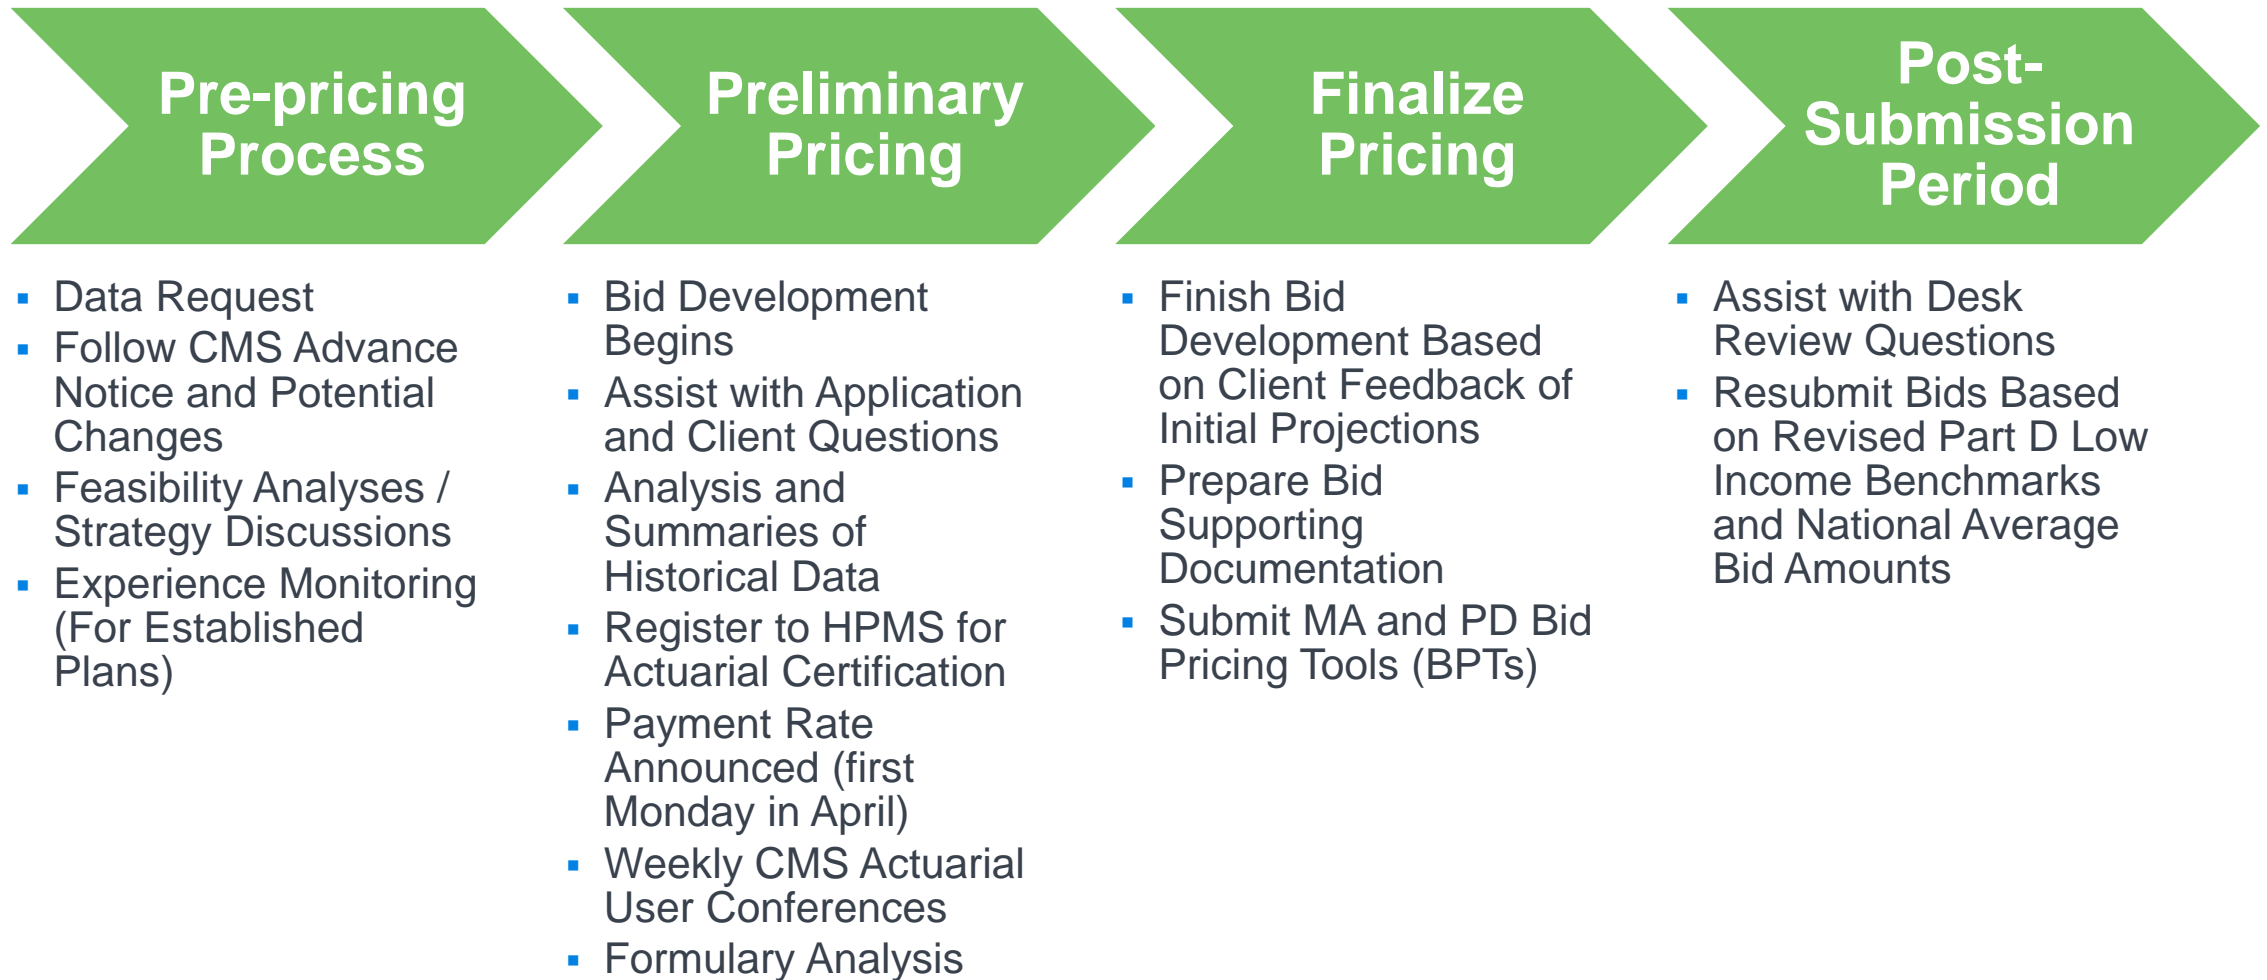 Pre-pricing
Process
▪ Data Request
▪ Follow CMS Advance
Notice and Potential
Changes
▪ Feasibility Analyses /
Strategy Discussions
▪ Experience Monitoring
(For Established
Plans)
Preliminary
Pricing
▪ Bid Development
Begins
▪ Assist with Application
and Client Questions
▪ Analysis and
Summaries of
Historical Data
▪ Register to HPMS for
Actuarial Certification
▪ Payment Rate
Announced (first
Monday in April)
▪ Weekly CMS Actuarial
User Conferences
▪ Formulary Analysis
Finalize
Pricing
▪ Finish Bid
Development Based
on Client Feedback of
Initial Projections
▪ Prepare Bid
Supporting
Documentation
▪ Submit MA and PD Bid
Pricing Tools (BPTs)
Post-
Submission
Period
▪ Assist with Desk
Review Questions
▪ Resubmit Bids Based
on Revised Part D Low
Income Benchmarks
and National Average
Bid Amounts